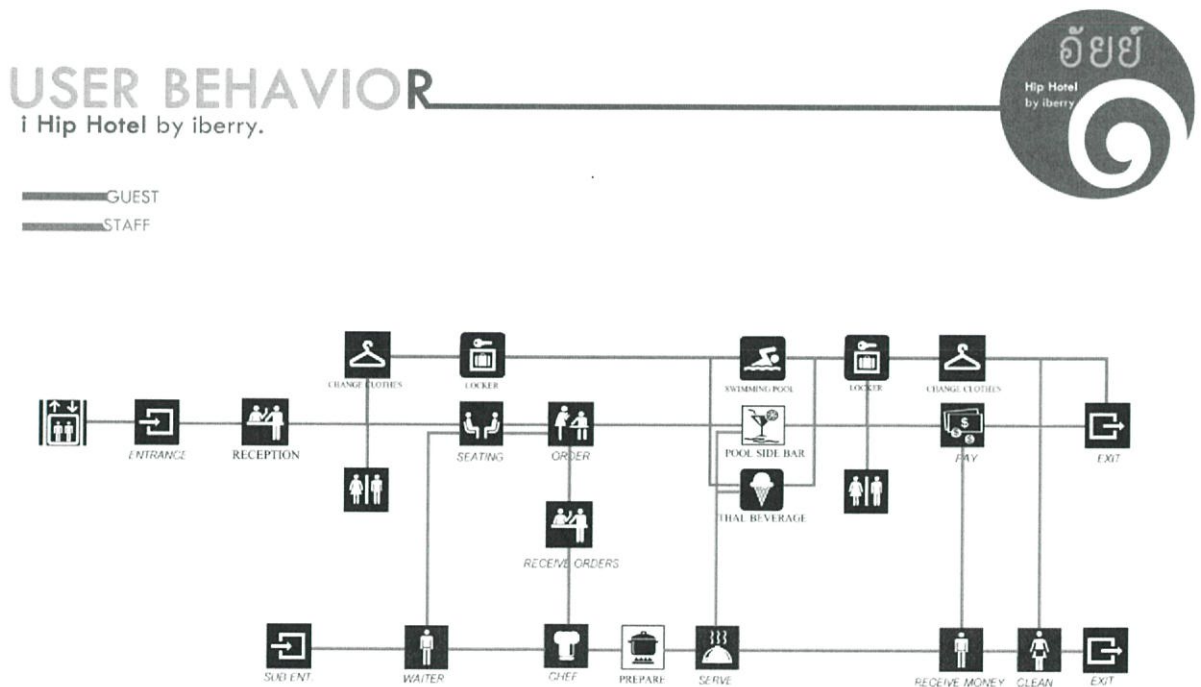 USER BEHAVIOR
i Hip Hotel by iberry.
อัยย์
Hip Hotel
by iberry
GUEST
STAFF
CHANGE CLOTHES
LOCKER
SWIMMING POOL
LOCKER
CHANGE CLOTHES
ENTRANCE
RECEPTION
SEATING
ORDER
POOL SIDE BAR
PAY
EXIT
THAL BEVERAGE
RECEIVE ORDERS
SUB ENT
WAITER
CHEF
PREPARE
SERVE
RECEIVE MONEY
CLEAN
EXIT